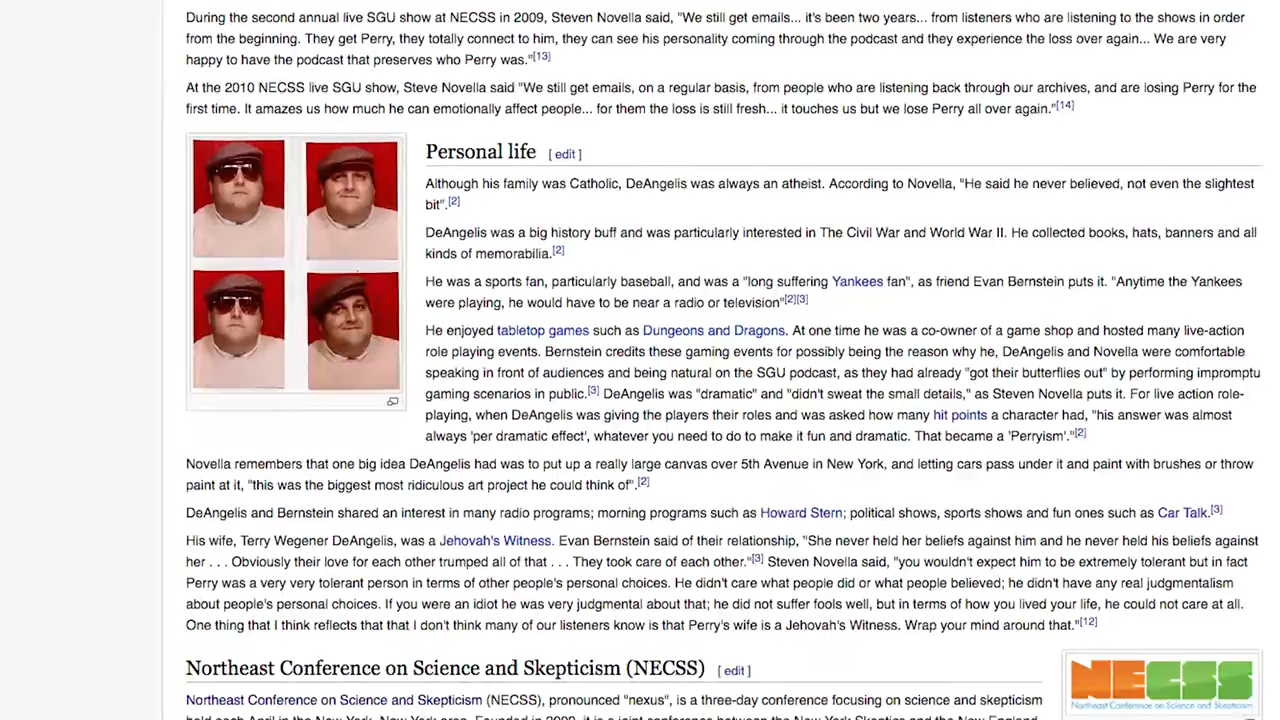 During the second annual live SGU show at NECSS in 2009, Steven Novella said, "We still get emails... it's been two years... from listeners who are listening to the shows in order
from the beginning. They get Perry, they totally connect to him, they can see his personality coming through the podcast and they experience the loss over again... We are very
happy to have the podcast that preserves who Perry was."[13]
At the 2010 NECSS live SGU show, Steve Novella said "We still get emails, on a regular basis, from people who are listening back through our archives, and are losing Perry for the
first time. It amazes us how much he can emotionally affect people... for them the loss is still fresh... it touches us but we lose Perry all over again."[14]
Personal life [ edit ]
Although his family was Catholic, DeAngelis was always an atheist. According to Novella, "He said he never believed, not even the slightest
bit".[2]
DeAngelis was a big history buff and was particularly interested in The Civil War and World War II. He collected books, hats, banners and all
kinds of memorabilia.[2]
He was a sports fan, particularly baseball, and was a "long suffering Yankees fan", as friend Evan Bernstein puts it. "Anytime the Yankees
were playing, he would have to be near a radio or television"[2][3]
He enjoyed tabletop games such as Dungeons and Dragons. At one time he was a co-owner of a game shop and hosted many live-action
role playing events. Bernstein credits these gaming events for possibly being the reason why he, DeAngelis and Novella were comfortable
speaking in front of audiences and being natural on the SGU podcast, as they had already "got their butterflies out" by performing impromptu
gaming scenarios in public.[3] DeAngelis was "dramatic" and "didn't sweat the small details," as Steven Novella puts it. For live action role-
playing, when DeAngelis was giving the players their roles and was asked how many hit points a character had, "his answer was almost
always 'per dramatic effect', whatever you need to do to make it fun and dramatic. That became a 'Perryism'."[2]
Novella remembers that one big idea DeAngelis had was to put up a really large canvas over 5th Avenue in New York, and letting cars pass under it and paint with brushes or throw
paint at it, "this was the biggest most ridiculous art project he could think of".[2]
DeAngelis and Bernstein shared an interest in many radio programs; morning programs such as Howard Stern; political shows, sports shows and fun ones such as Car Talk.[3]
His wife, Terry Wegener DeAngelis, was a Jehovah's Witness. Evan Bernstein said of their relationship, "She never held her beliefs against him and he never held his beliefs against
her . . . Obviously their love for each other trumped all of that . . . They took care of each other."[3] Steven Novella said, "you wouldn't expect him to be extremely tolerant but in fact
Perry was a very very tolerant person in terms of other people's personal choices. He didn't care what people did or what people believed; he didn't have any real judgmentalism
about people's personal choices. If you were an idiot he was very judgmental about that; he did not suffer fools well, but in terms of how you lived your life, he could not care at all.
One thing that I think reflects that that I don't think many of our listeners know is that Perry's wife is a Jehovah's Witness. Wrap your mind around that."[12]
Northeast Conference on Science and Skepticism (NECSS) [ edit ]
NECSS
Northeast Conference on Science and Skepticism
Northeast Conference on Science and Skepticism (NECSS), pronounced "nexus", is a three-day conference focusing on science and skepticism
held each April in the New York, New York area. Founded in 2009, it is a joint conference between the New York Skeptics and the New England